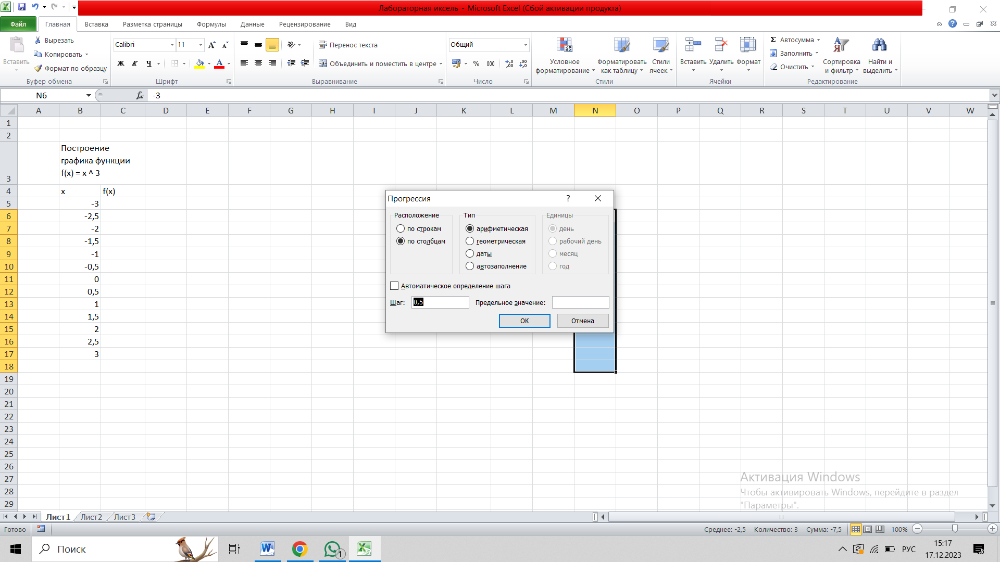 Лабораторная иксель - Microsoft Excel (Сбой активации продукта)
Файл Главная Вставка Разметка страницы Формулы Данные Рецензирование Вид
Вставить
Вырезать
Копировать
Формат по образцу
Буфер обмена
Calibri 11
Ж К Ч А
Шрифт
Перенос текста
Объединить и поместить в центре
Выравнивание
Общий
% 000
Число
Условное форматирование
Форматировать как таблицу
Стили ячеек
Стили
Вставить Удалить Формат
Ячейки
Σ Автосумма
Заполнить
Очистить
Сортировка и фильтр
Найти и выделить
Редактирование
N6 fx -3
A B C D E F G H I J K L M N O P Q R S T U V W
1
2
Построение
графика функции
3 f(x) = x ^ 3
4 x f(x)
5 -3
6 -2,5
7 -2
8 -1,5
9 -1
10 -0,5
11 0
12 0,5
13 1
14 1,5
15 2
16 2,5
17 3
18
19
20
21
22
23
24
25
26
27
28
29
Прогрессия ?
Расположение
по строкам
по столбцам
Тип
арифметическая
геометрическая
даты
автозаполнение
Единицы
день
рабочий день
месяц
год
Автоматическое определение шага
Шаг: 0,5 Предельное значение:
ОК Отмена
Активация Windows
Чтобы активировать Windows, перейдите в раздел
"Параметры".
Лист1 Лист2 Лист3
Готово Среднее: -2,5 Количество: 3 Сумма: -7,5 100%
Поиск
1
РУС
15:17
17.12.2023